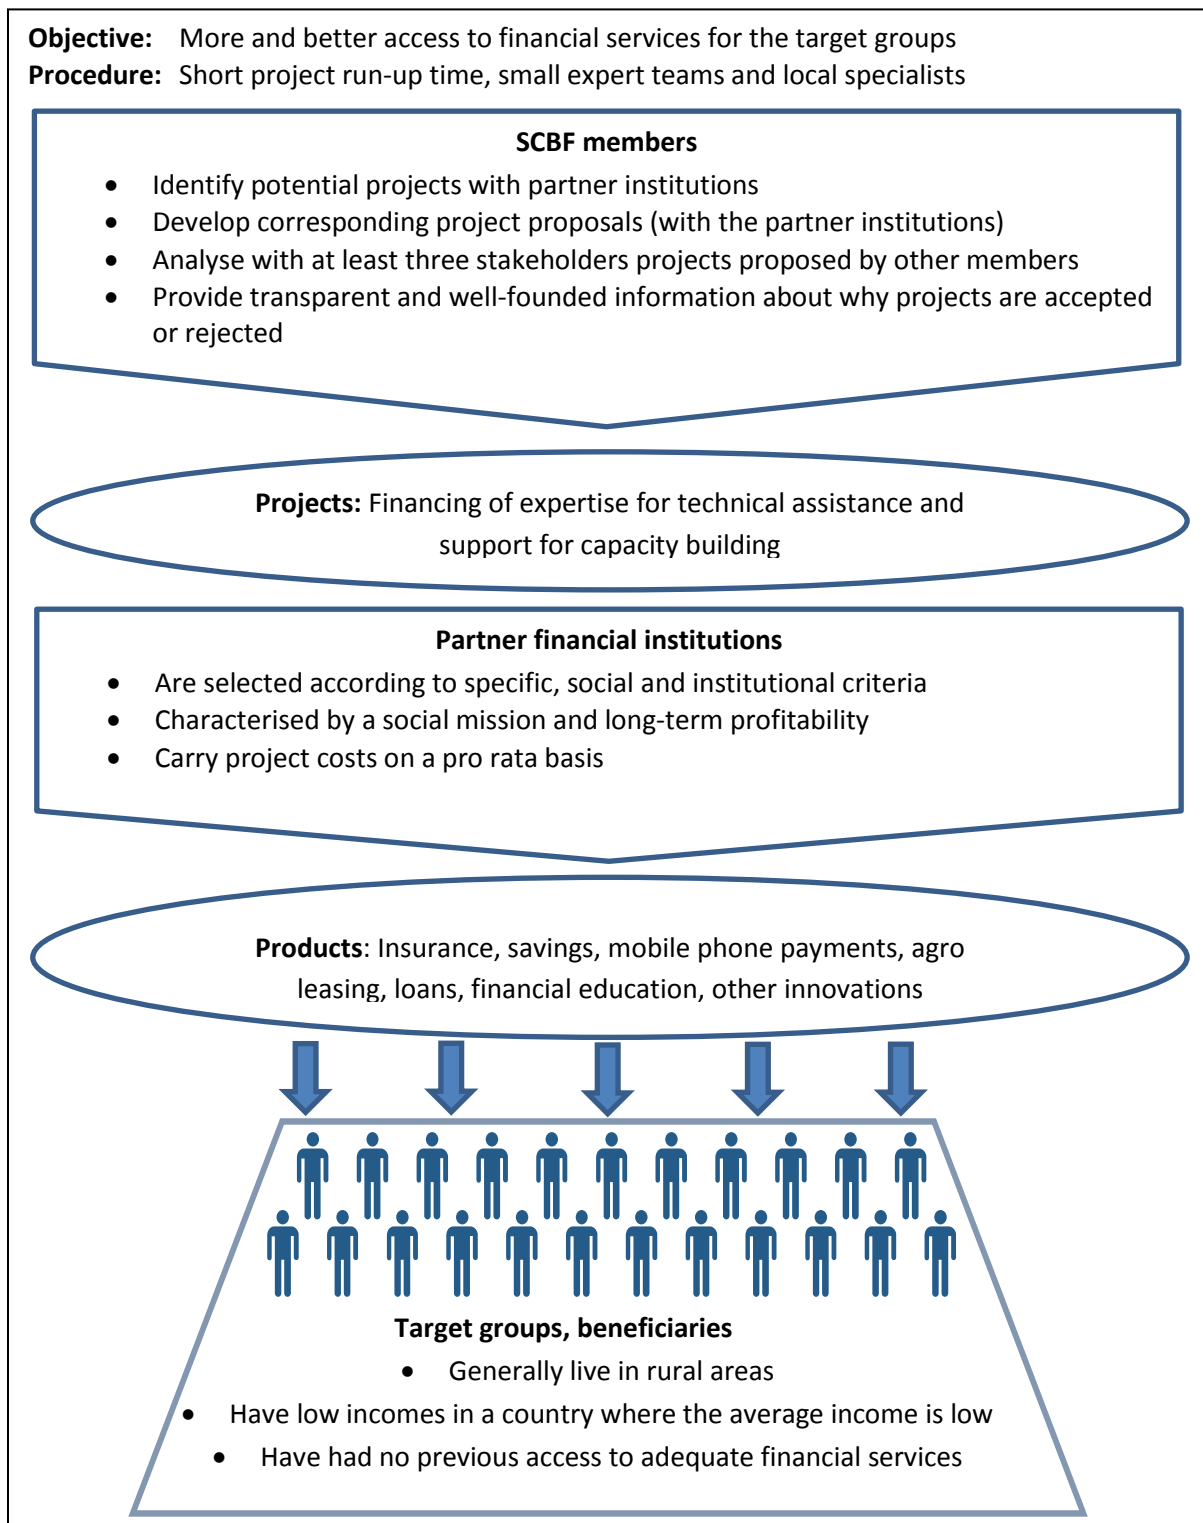 Objective: More and better access to financial services for the target groups
Procedure: Short project run-up time, small expert teams and local specialists
SCBF members
• Identify potential projects with partner institutions
• Develop corresponding project proposals (with the partner institutions)
• Analyse with at least three stakeholders projects proposed by other members
• Provide transparent and well-founded information about why projects are accepted
or rejected
Projects: Financing of expertise for technical assistance and
support for capacity building
Partner financial institutions
• Are selected according to specific, social and institutional criteria
• Characterised by a social mission and long-term profitability
• Carry project costs on a pro rata basis
Products: Insurance, savings, mobile phone payments, agro
leasing, loans, financial education, other innovations
Target groups, beneficiaries
• Generally live in rural areas
• Have low incomes in a country where the average income is low
• Have had no previous access to adequate financial services